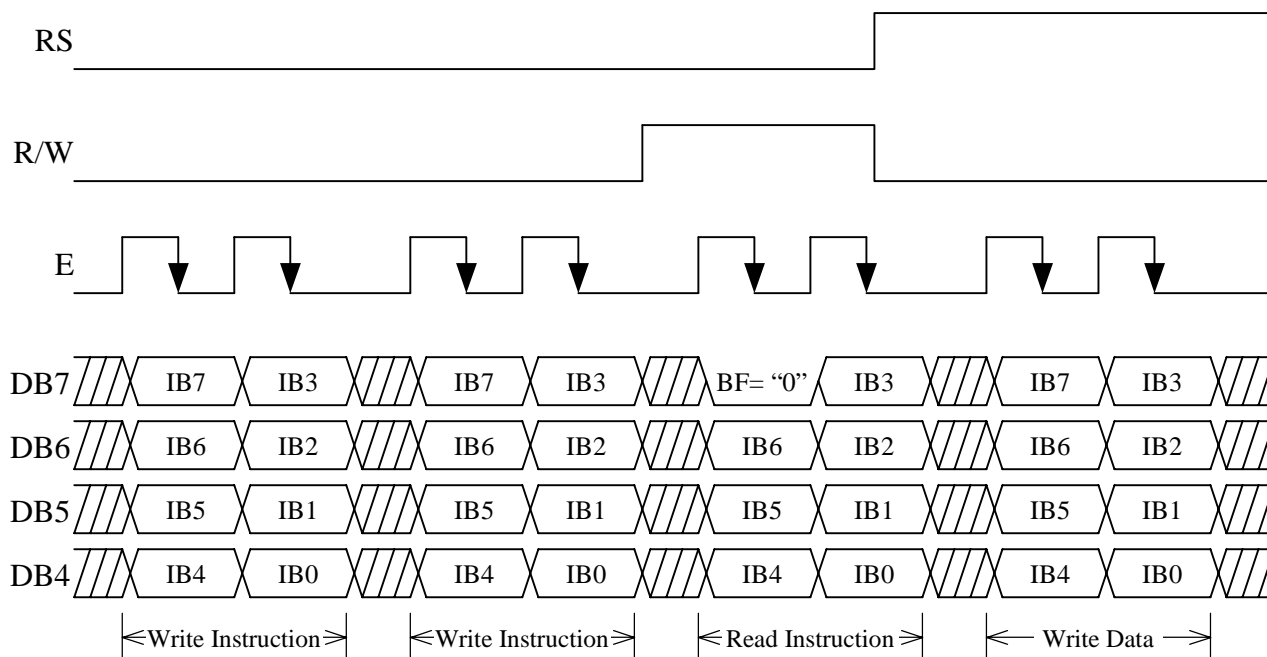 RS
R/W
E
DB7 IB7 IB3 IB7 IB3 BF= “0” IB3 IB7 IB3
DB6 IB6 IB2 IB6 IB2 IB6 IB2 IB6 IB2
DB5 IB5 IB1 IB5 IB1 IB5 IB1 IB5 IB1
DB4 IB4 IB0 IB4 IB0 IB4 IB0 IB4 IB0
Write Instruction Write Instruction Read Instruction Write Data